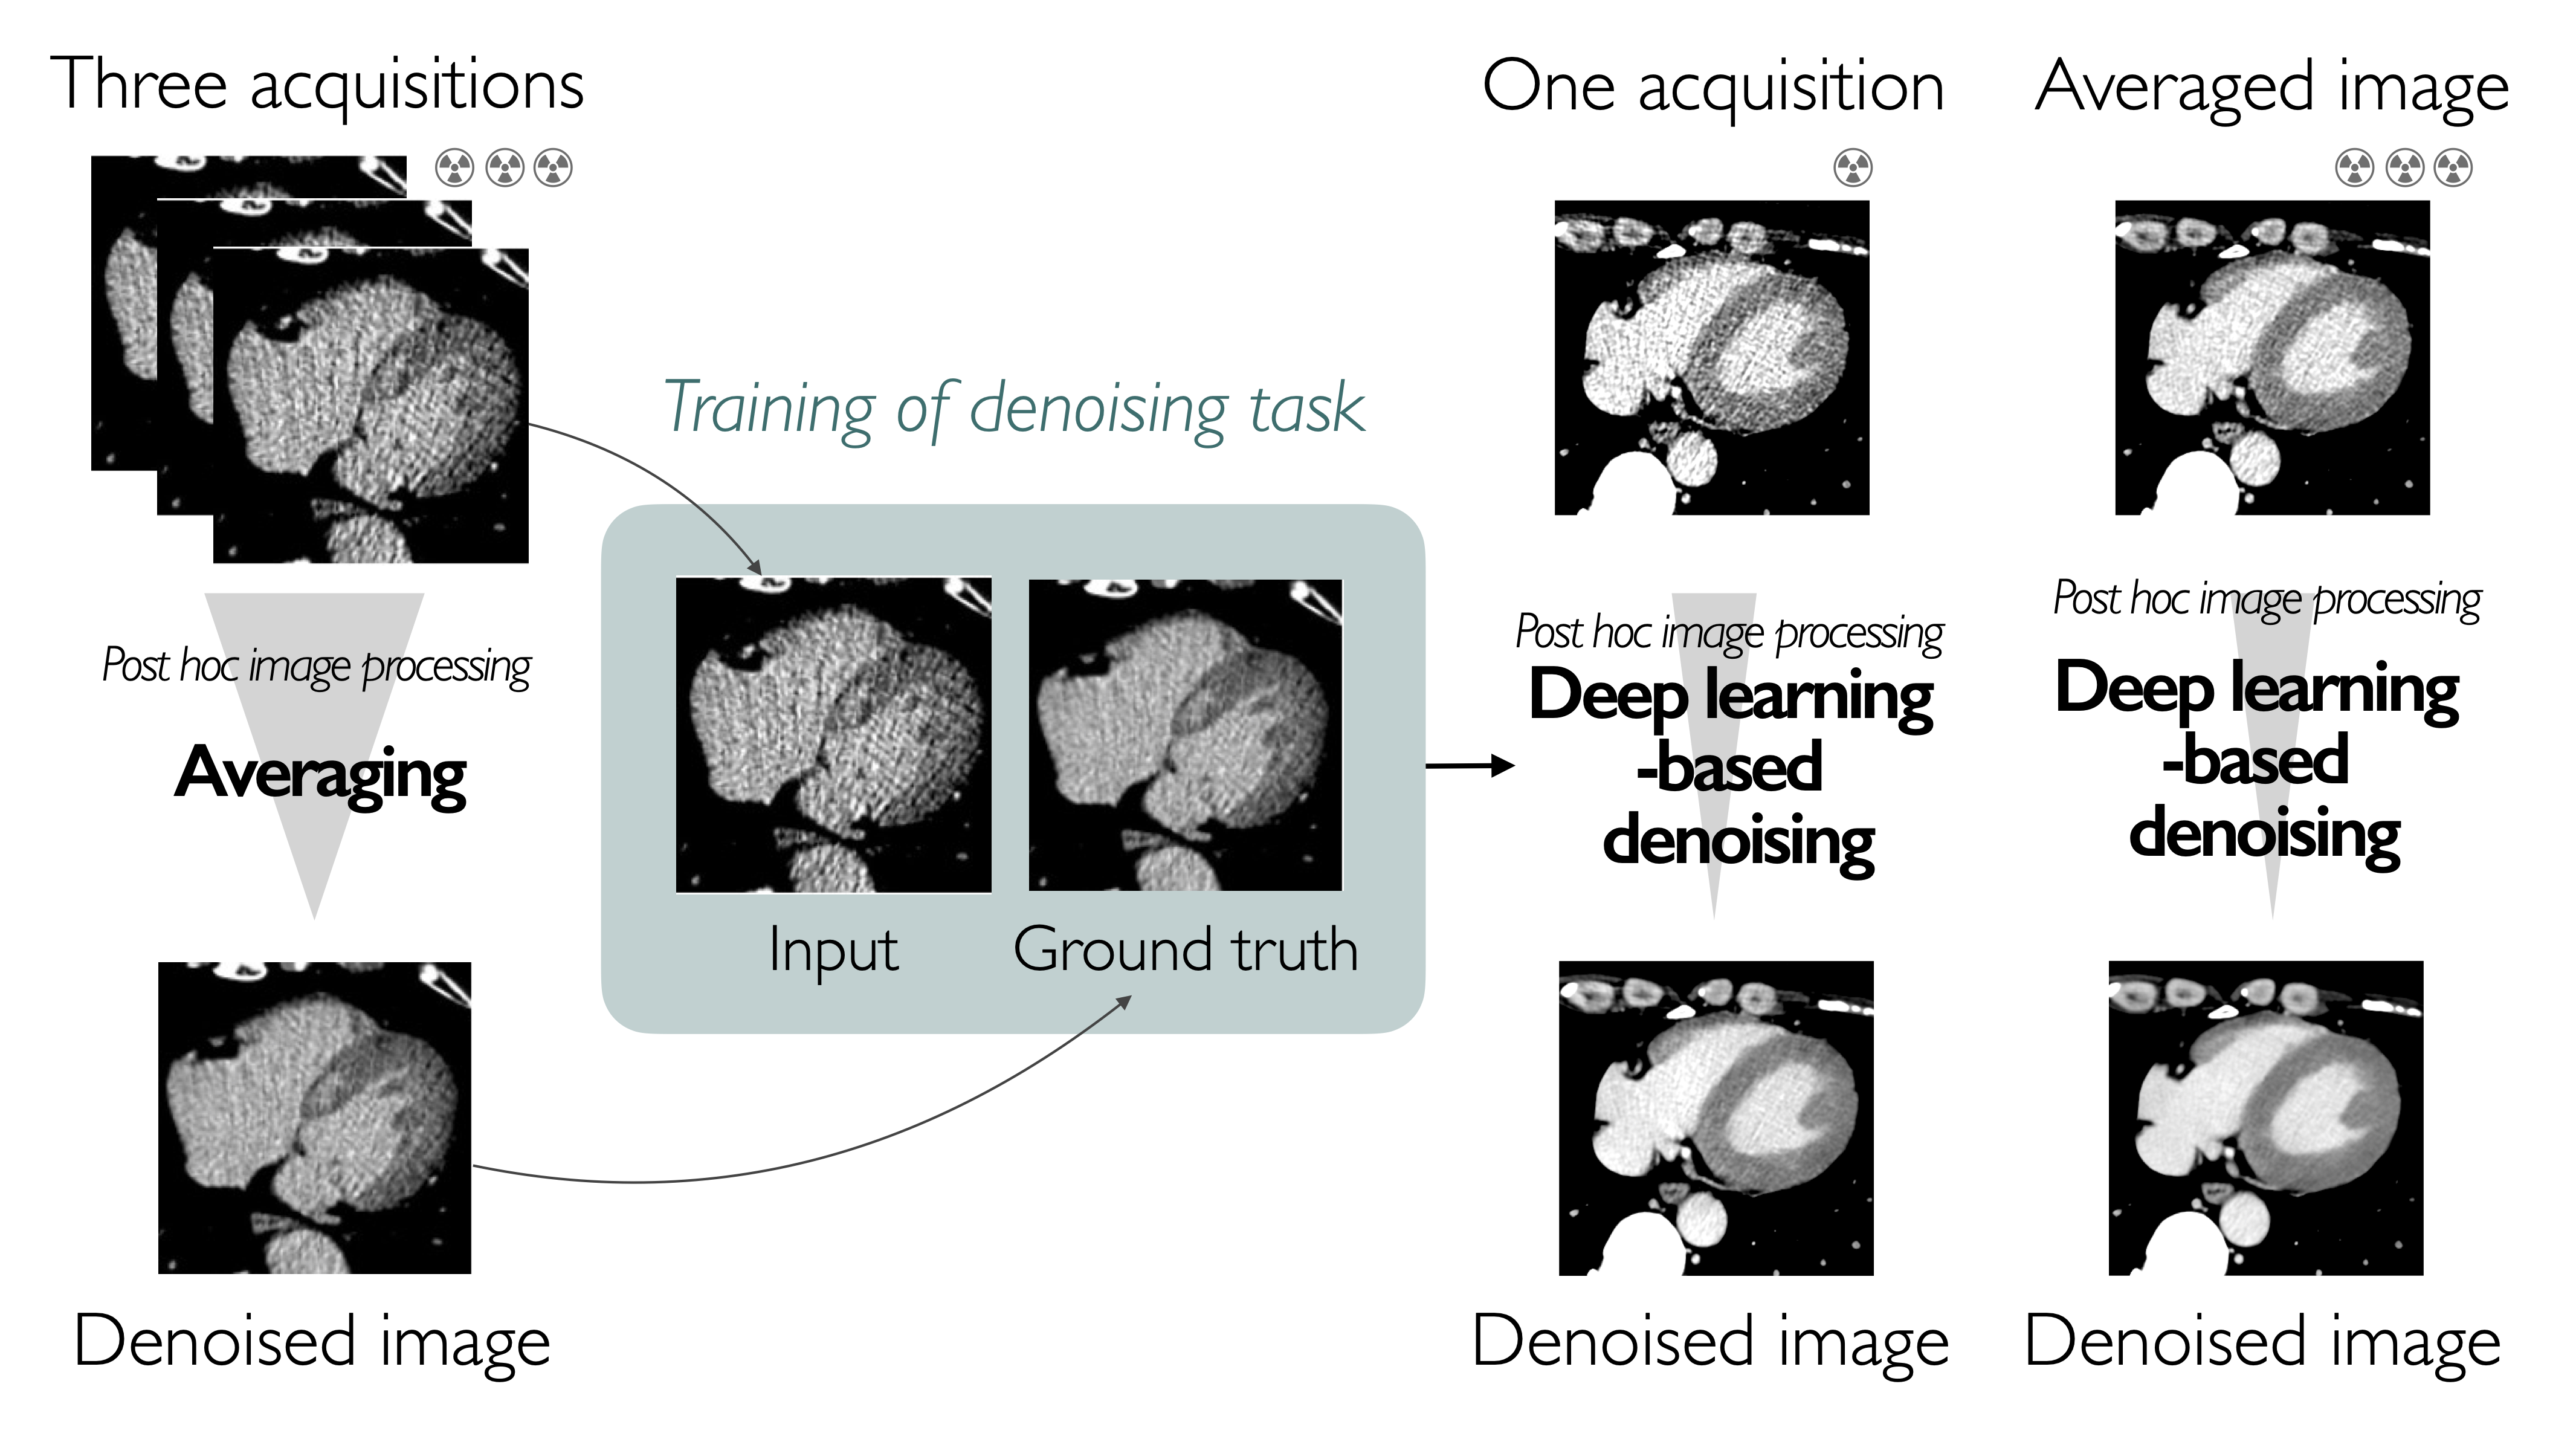 Three acquisitions
Post hoc image processing
Averaging
Denoised image
Training of denoising task
Input
Ground truth
One acquisition
Post hoc image processing
Deep learning
-based
denoising
Denoised image
Averaged image
Post hoc image processing
Deep learning
-based
denoising
Denoised image